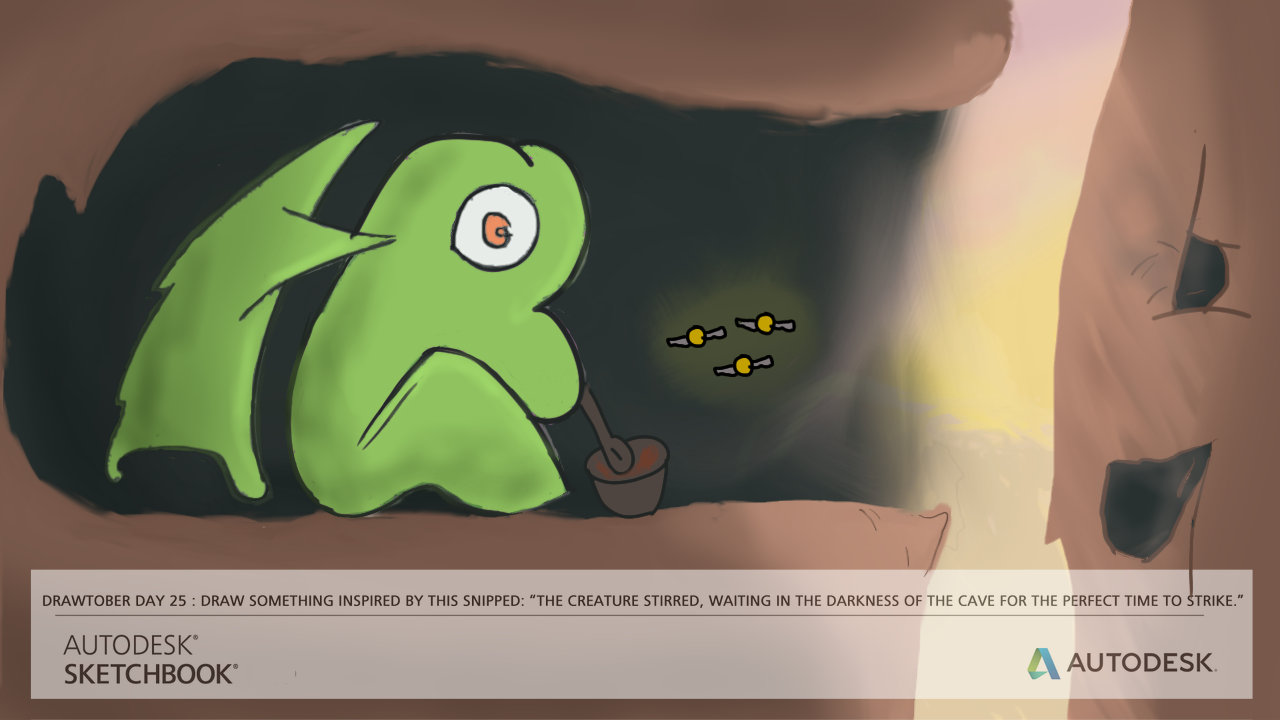 DRAWTOBER DAY 25 : DRAW SOMETHING INSPIRED BY THIS SNIPPED: “THE CREATURE STIRRED, WAITING IN THE DARKNESS OF THE CAVE FOR THE PERFECT TIME TO STRIKE.”
AUTODESK®
SKETCHBOOK®
AUTODESK.